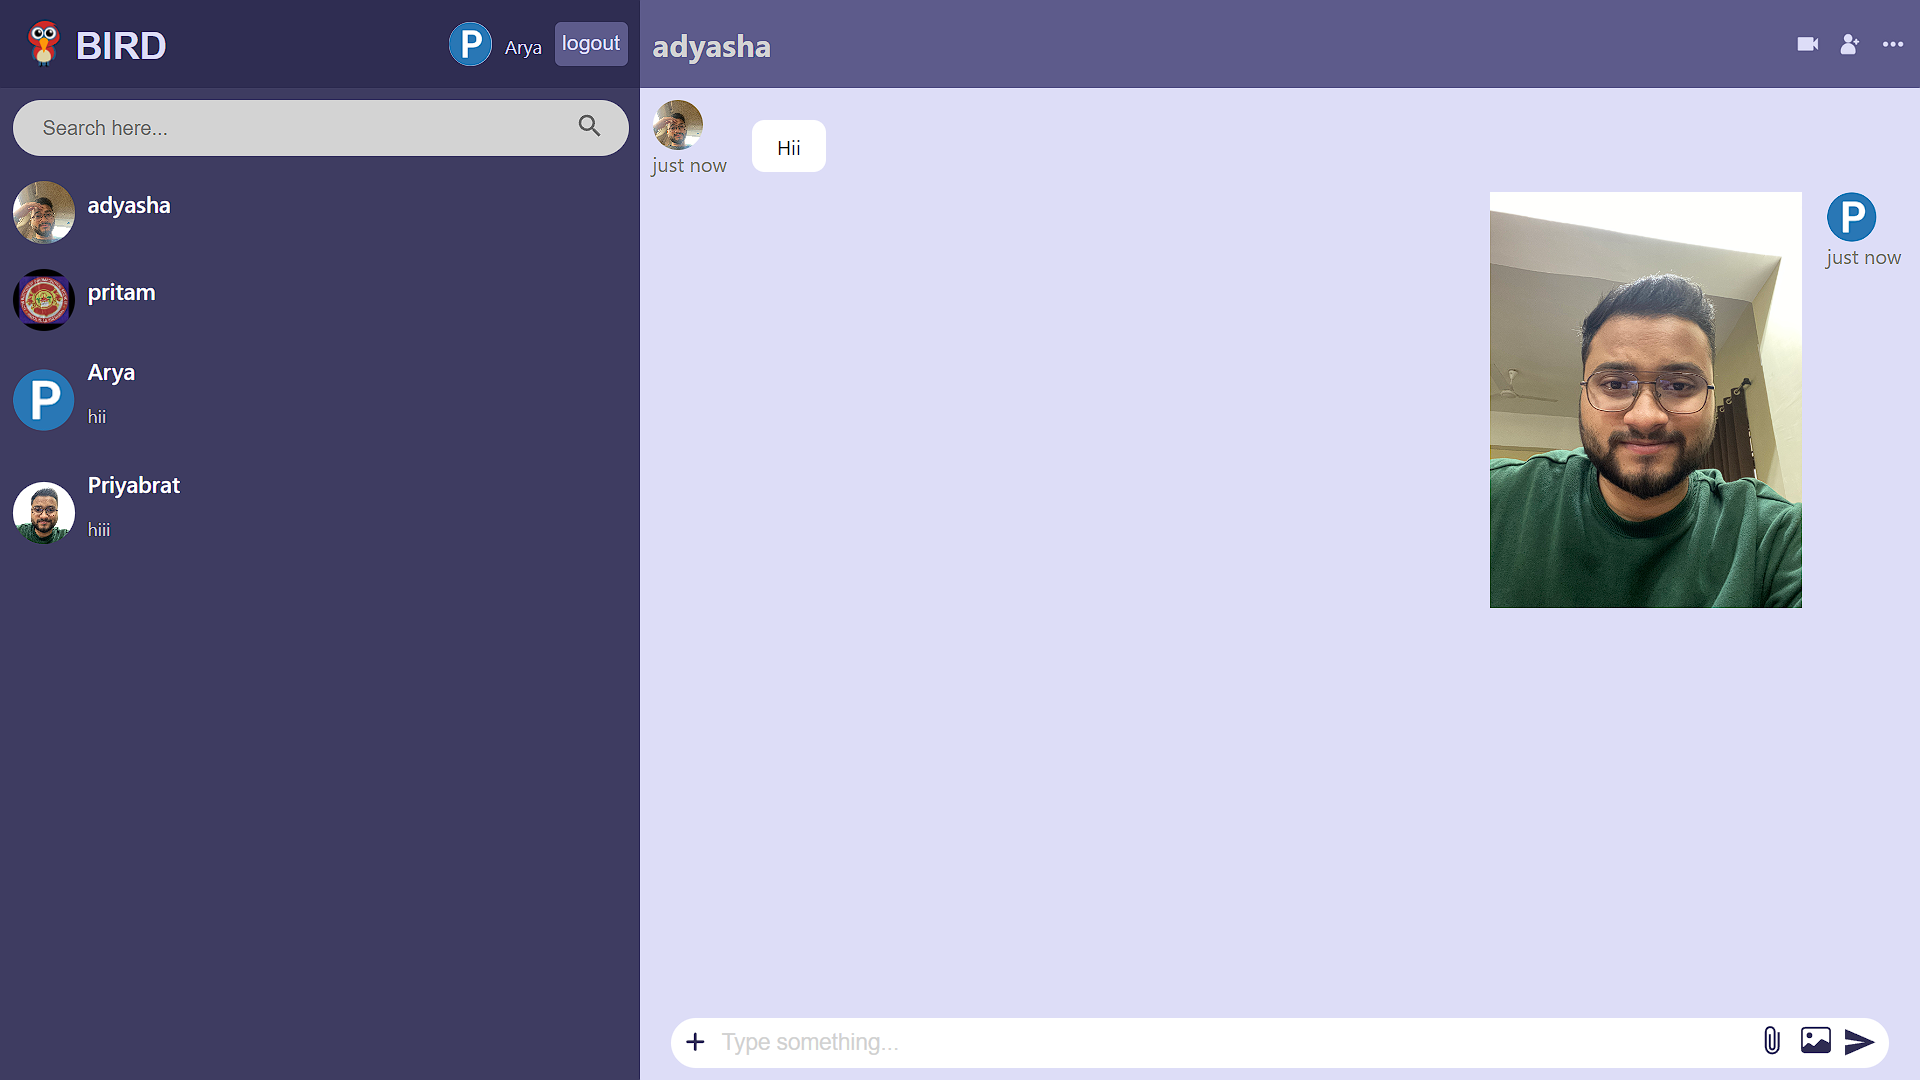 BIRD
P
Arya
logout
Search here...
adyasha
pritam
P
Arya
hii
Priyabrat
hiii
adyasha
just now
Hii
P
just now
Type something...